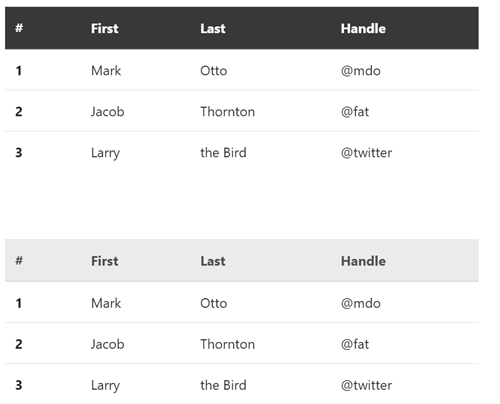 # First Last Handle
1 Mark Otto @mdo
2 Jacob Thornton @fat
3 Larry the Bird @twitter
# First Last Handle
1 Mark Otto @mdo
2 Jacob Thornton @fat
3 Larry the Bird @twitter